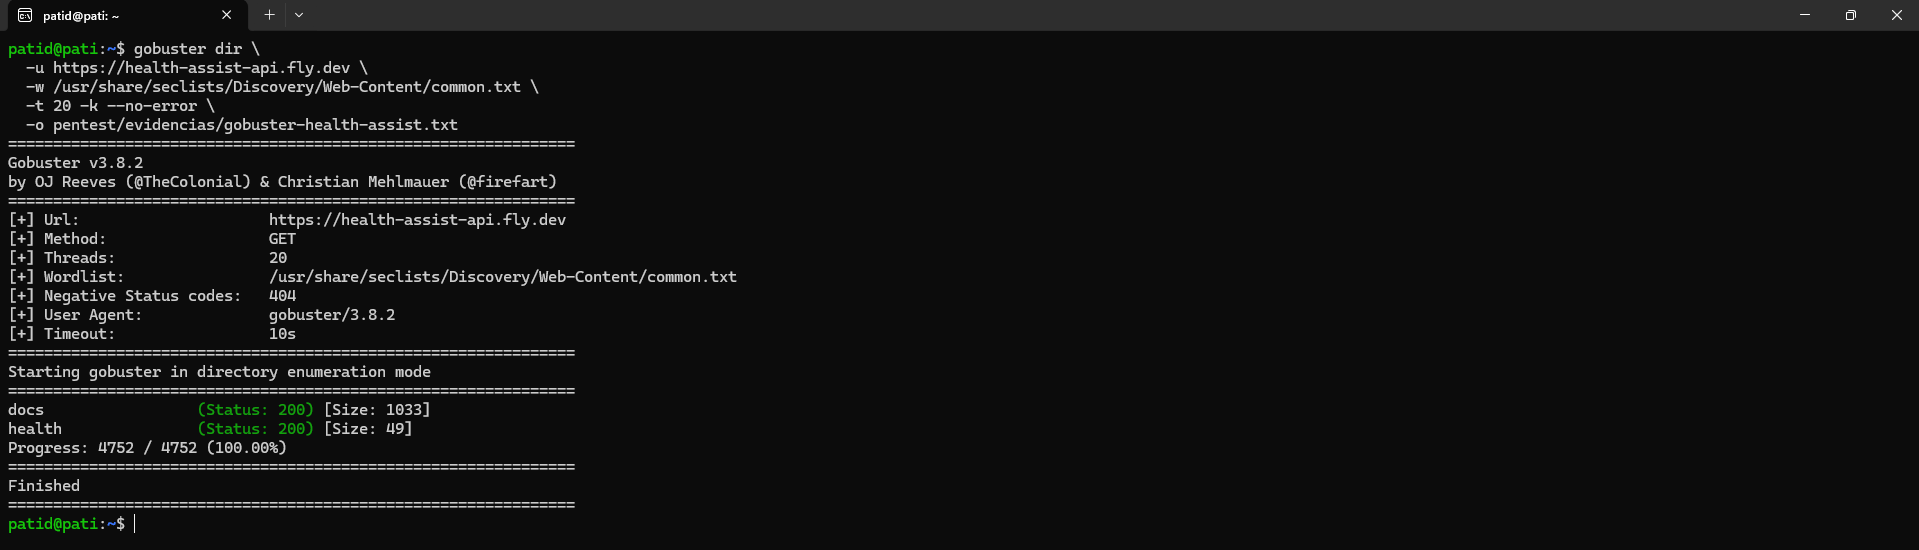 patid@pati: ~
patid@pati:~$ gobuster dir \
  -u https://health-assist-api.fly.dev \
  -w /usr/share/seclists/Discovery/Web-Content/common.txt \
  -t 20 -k --no-error \
  -o pentest/evidencias/gobuster-health-assist.txt
===============================================================
Gobuster v3.8.2
by OJ Reeves (@TheColonial) & Christian Mehlmauer (@firefart)
===============================================================
[+] Url:                     https://health-assist-api.fly.dev
[+] Method:                  GET
[+] Threads:                 20
[+] Wordlist:                /usr/share/seclists/Discovery/Web-Content/common.txt
[+] Negative Status codes:   404
[+] User Agent:              gobuster/3.8.2
[+] Timeout:                 10s
===============================================================
Starting gobuster in directory enumeration mode
===============================================================
docs                 (Status: 200) [Size: 1033]
health               (Status: 200) [Size: 49]
Progress: 4752 / 4752 (100.00%)
===============================================================
Finished
===============================================================
patid@pati:~$